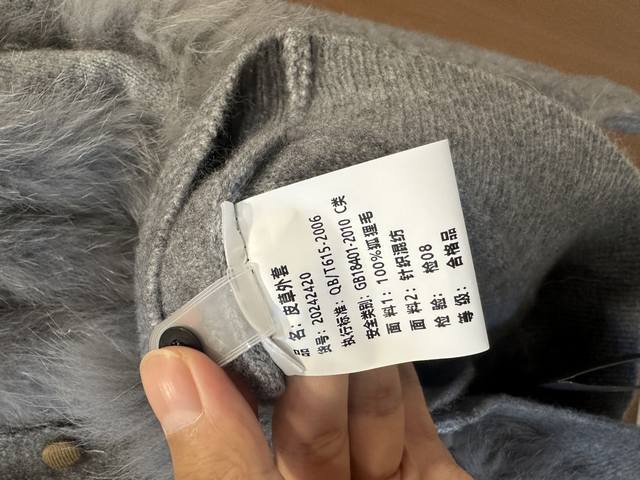 品 名：皮草外套
货号：20242420
执行标准：QB/T615-2006
安全类别：GB18401-2010 C类
面 料1：100%狐狸毛
面 料2：针织混纺
检 验：检08
等 级：合格品